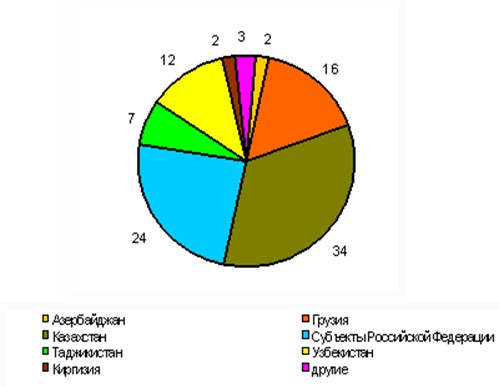 2
3
2
12
16
7
24
34
Азербайджан
Грузия
Казахстан
Субъекты Российской Федерации
Таджикистан
Узбекистан
Киргизия
другие